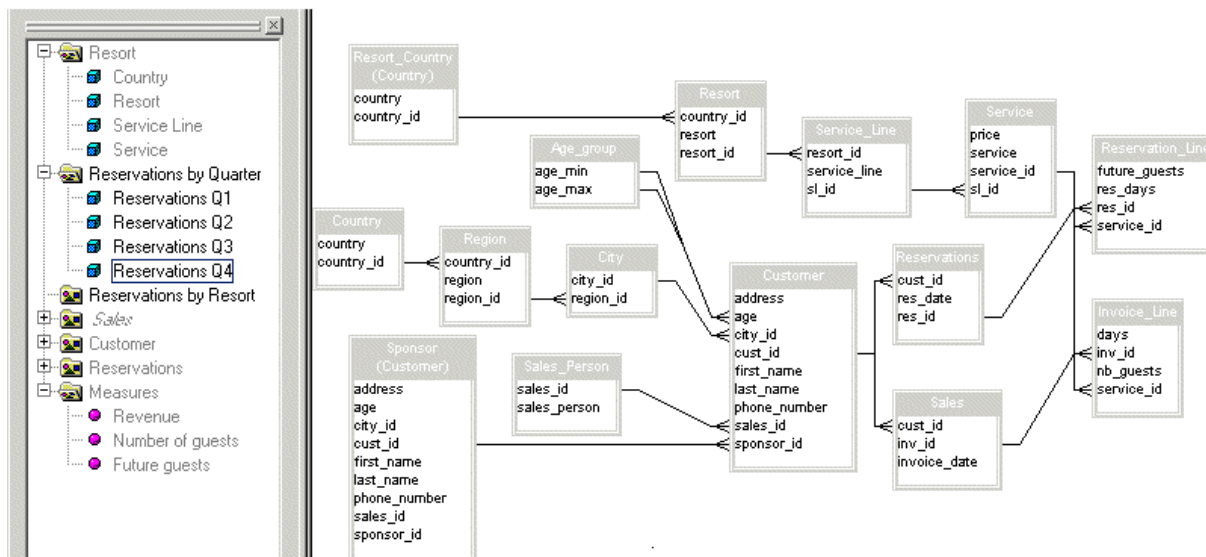 Resort
Country
Resort
Service Line
Service
Reservations by Quarter
Reservations Q1
Reservations Q2
Reservations Q3
Reservations Q4
Reservations by Resort
Sales
Customer
Reservations
Measures
Revenue
Number of guests
Future guests
Resort_Country
(Country)
country
country_id
Resort
country_id
resort
resort_id
Service_Line
resort_id
service_line
sl_id
Service
price
service
service_id
sl_id
Reservation_Line
future_guests
res_days
res_id
service_id
Age_group
age_min
age_max
Country
country
country_id
Region
country_id
region
region_id
City
city_id
region_id
Customer
address
age
city_id
cust_id
first_name
last_name
phone_number
sales_id
sponsor_id
Reservations
cust_id
res_date
res_id
Invoice_Line
days
inv_id
nb_guests
service_id
Sponsor
(Customer)
address
age
city_id
cust_id
first_name
last_name
phone_number
sales_id
sponsor_id
Sales_Person
sales_id
sales_person
Sales
cust_id
inv_id
invoice_date